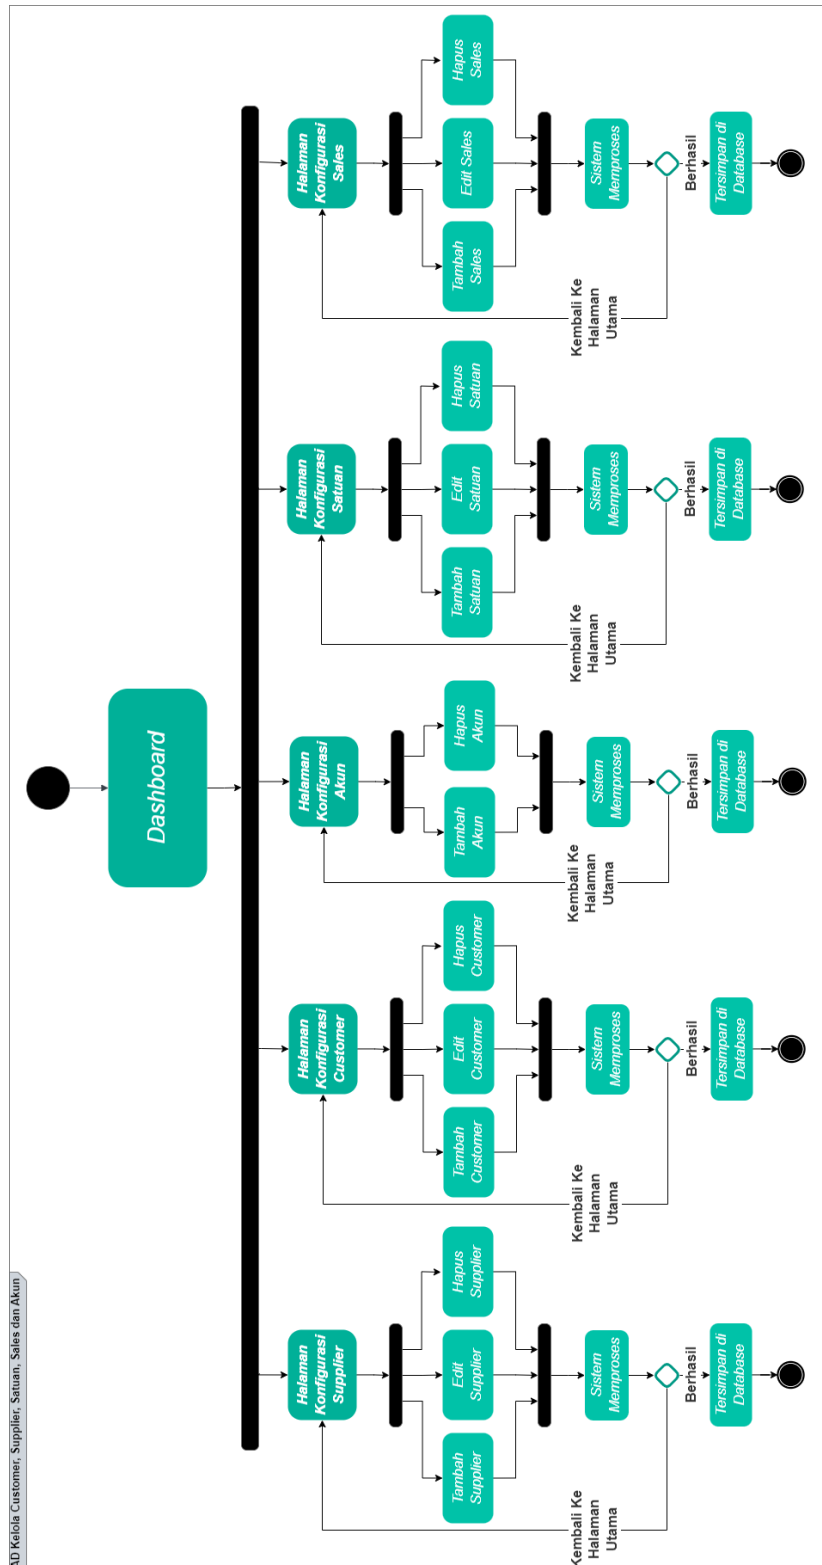 AD Kelola Customer, Supplier, Satuan, Sales dan Akun
Dashboard
Halaman
Konfigurasi
Supplier
Halaman
Konfigurasi
Customer
Halaman
Konfigurasi
Akun
Halaman
Konfigurasi
Satuan
Halaman
Konfigurasi
Sales
Tambah
Supplier
Edit
Supplier
Hapus
Supplier
Tambah
Customer
Edit
Customer
Hapus
Customer
Tambah
Akun
Hapus
Akun
Tambah
Satuan
Edit
Satuan
Hapus
Satuan
Tambah
Sales
Edit Sales
Hapus
Sales
Kembali Ke
Halaman
Utama
Sistem
Memproses
Kembali Ke
Halaman
Utama
Sistem
Memproses
Kembali Ke
Halaman
Utama
Sistem
Memproses
Kembali Ke
Halaman
Utama
Sistem
Memproses
Kembali Ke
Halaman
Utama
Sistem
Memproses
Berhasil
Berhasil
Berhasil
Berhasil
Berhasil
Tersimpan di
Database
Tersimpan di
Database
Tersimpan di
Database
Tersimpan di
Database
Tersimpan di
Database